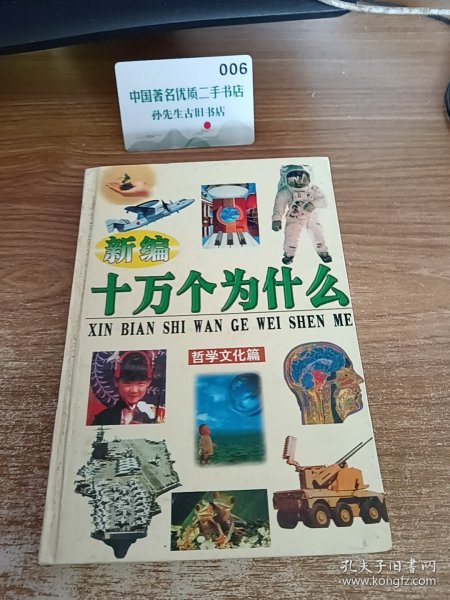 006
中国著名优质二手书店
孙先生古旧书店
新编
十万个为什么
XIN BIAN SHI WAN GE WEI SHEN ME
哲学文化篇
孔夫子旧书网
www.kongfz.com